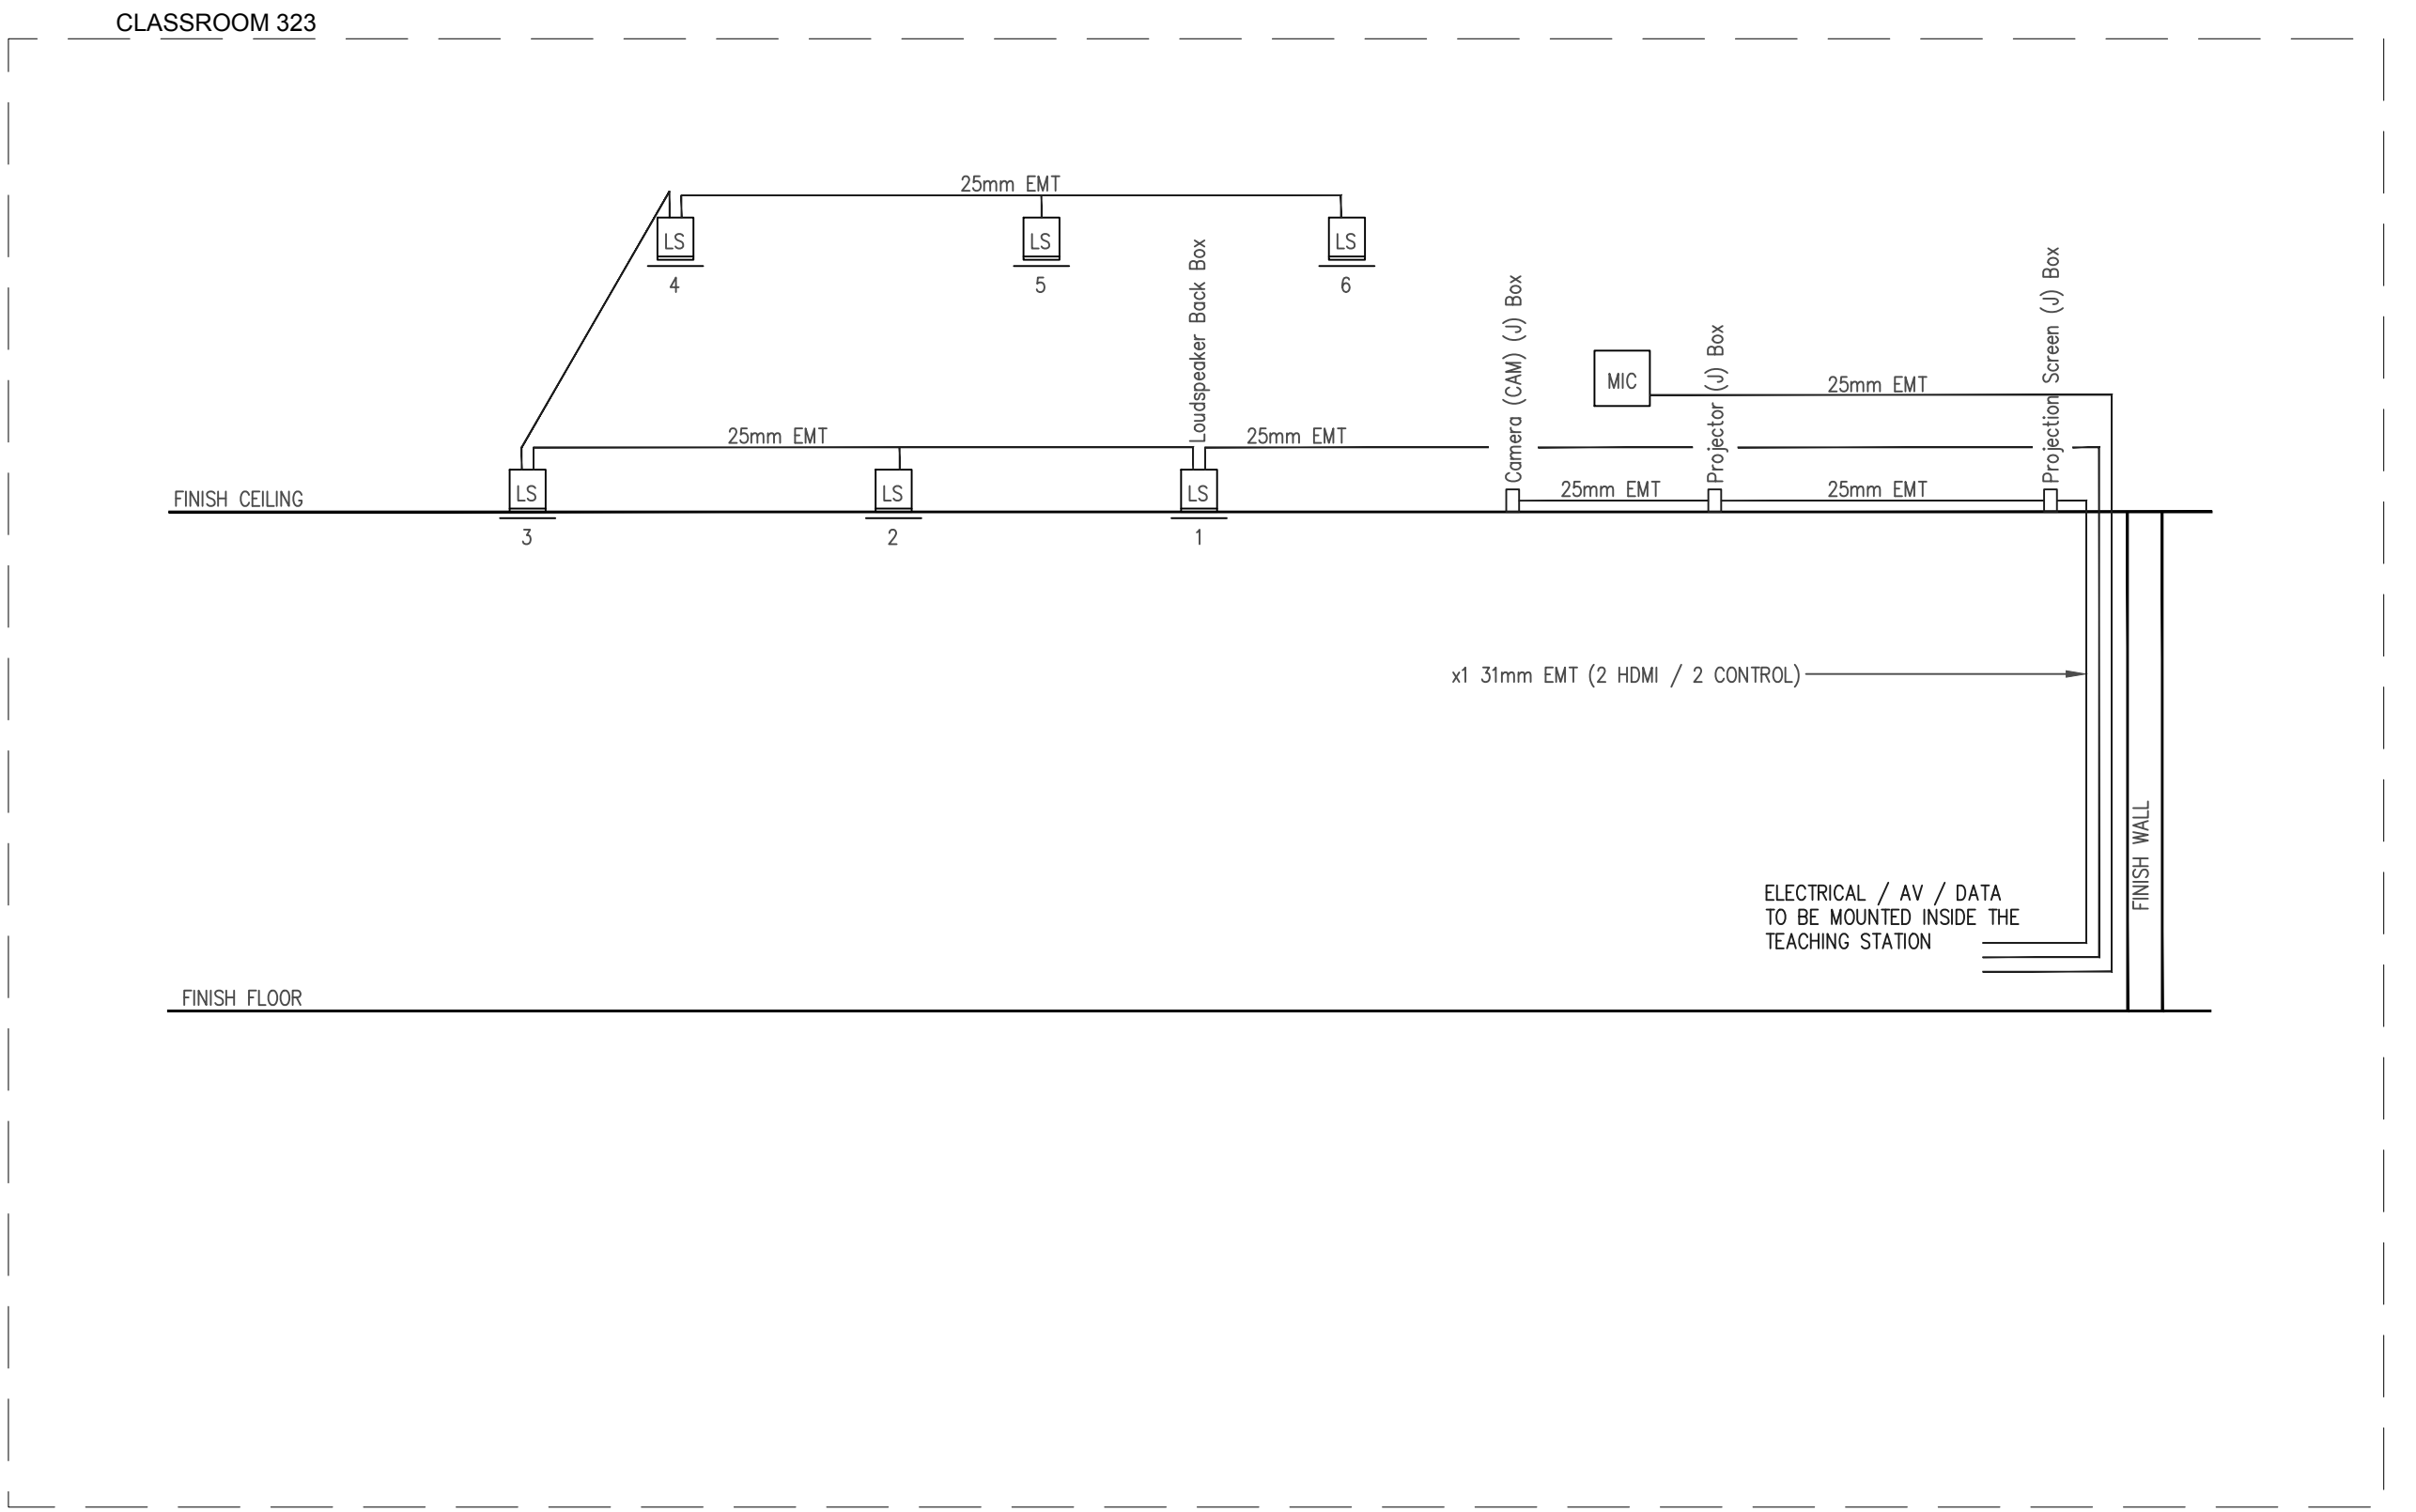 CLASSROOM 323
25mm EMT
LS
LS
LS
4
5
6
Loudspeaker Back Box
Camera (CAM) (J) Box
Projector (J) Box
Projection Screen (J) Box
MIC
25mm EMT
25mm EMT
25mm EMT
FINISH CEILING
LS
LS
LS
25mm EMT
25mm EMT
3
2
1
x1 31mm EMT (2 HDMI / 2 CONTROL)
FINISH WALL
ELECTRICAL / AV / DATA
TO BE MOUNTED INSIDE THE
TEACHING STATION
FINISH FLOOR